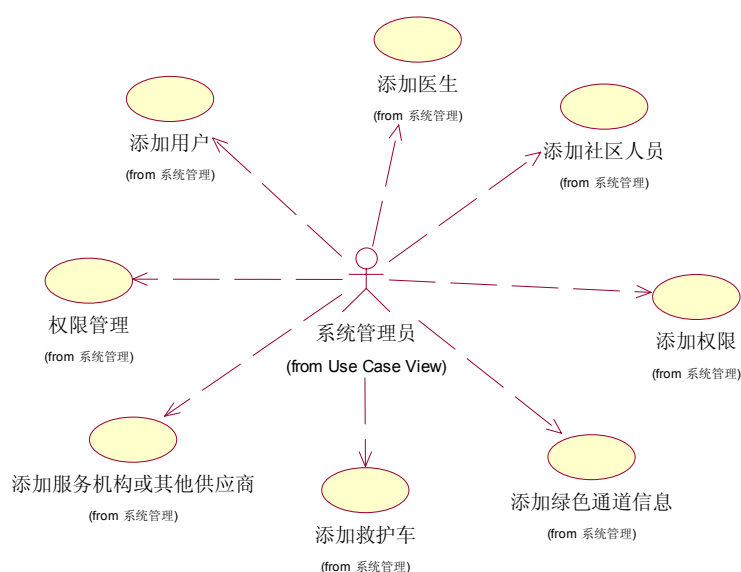 添加医生
(from 系统管理)
添加用户
(from 系统管理)
添加社区人员
(from 系统管理)
权限管理
(from 系统管理)
系统管理员
(from Use Case View)
添加权限
(from 系统管理)
添加服务机构或其他供应商
(from 系统管理)
添加救护车
(from 系统管理)
添加绿色通道信息
(from 系统管理)